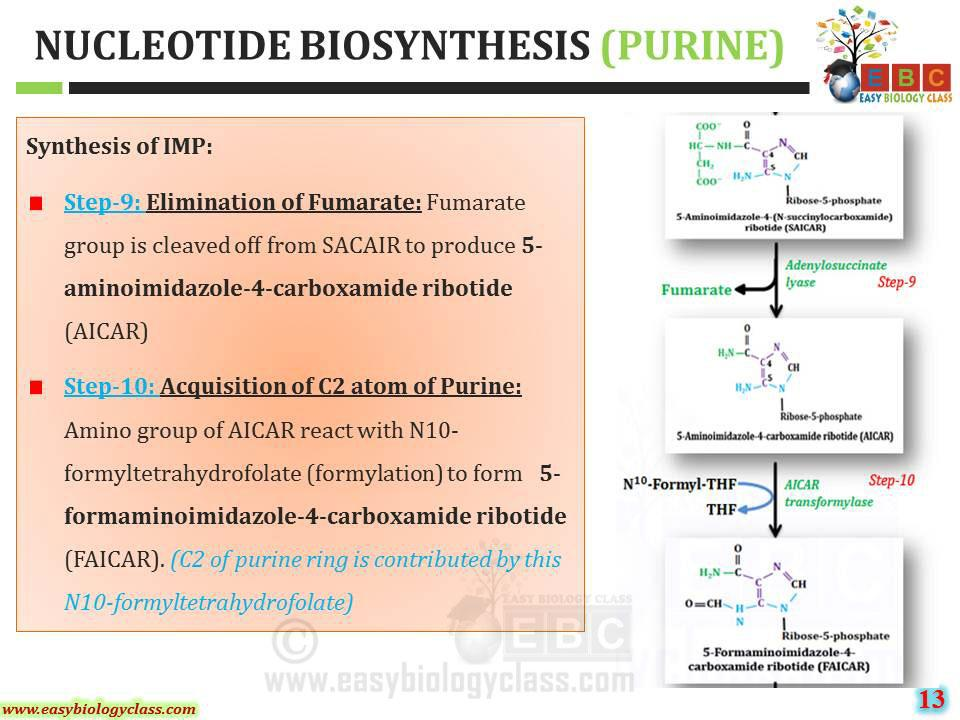 NUCLEOTIDE BIOSYNTHESIS (PURINE)
E B C
EASY BIOLOGY CLASS
Synthesis of IMP:
Step-9: Elimination of Fumarate: Fumarate
group is cleaved off from SACAIR to produce 5-
aminoimidazole-4-carboxamide ribotide
(AICAR)
Step-10: Acquisition of C2 atom of Purine:
Amino group of AICAR react with N10-
formyltetrahydrofolate (formylation) to form 5-
formaminoimidazole-4-carboxamide ribotide
(FAICAR). (C2 of purine ring is contributed by this
N10-formyltetrahydrofolate)
COO⁻ O
HC — NH — C N
C 4 CH
CH₂ C 5
COO⁻ H₂N — C N
Ribose-5-phosphate
5-Aminoimidazole-4-(N-succinylocarboxamide)
ribotide (SAICAR)
Adenylosuccinate
lyase Step-9
Fumarate
O
H₂N — C N
C 4 CH
C 5
H₂N — C N
Ribose-5-phosphate
5-Aminoimidazole-4-carboxamide ribotide (AICAR)
N¹⁰-Formyl-THF
THF
AICAR
transformylase
Step-10
O
H₂N — C N
C CH
O=CH — H C N
N
Ribose-5-phosphate
5-Formaminoimidazole-4-
carboxamide ribotide (FAICAR)
EASY BIOLOGY CLASS
© E B C
www.easybiologyclass.com
www.easybiologyclass.com
13